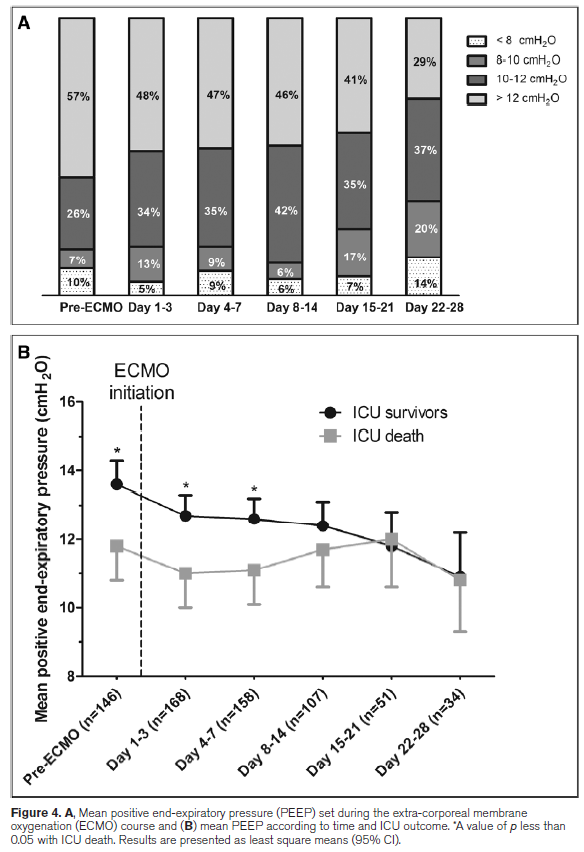 A
< 8 cmH2O
8-10 cmH2O
10-12 cmH2O
> 12 cmH2O
57% 48% 47% 46% 41% 29%
26% 34% 35% 42% 35% 37%
7% 13% 9% 6% 17% 20%
10% 5% 9% 6% 7% 14%
Pre-ECMO Day 1-3 Day 4-7 Day 8-14 Day 15-21 Day 22-28
B
ECMO
initiation
Mean positive end-expiratory pressure (cmH2O)
16
14
12
10
8
ICU survivors
ICU death
* * *
Pre-ECMO (n=146)
Day 1-3 (n=168)
Day 4-7 (n=158)
Day 8-14 (n=107)
Day 15-21 (n=51)
Day 22-28 (n=34)
Figure 4. A, Mean positive end-expiratory pressure (PEEP) set during the extra-corporeal membrane
oxygenation (ECMO) course and (B) mean PEEP according to time and ICU outcome. *A value of p less than
0.05 with ICU death. Results are presented as least square means (95% CI).